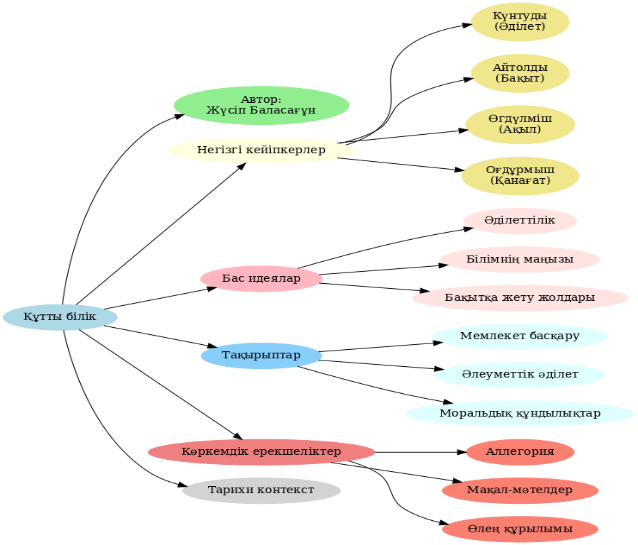 Құтты білік
Автор:
Жүсіп Баласағұн
Негізгі кейіпкерлер
Күнтуды
(Әділет)
Айтолды
(Бақыт)
Өгдүлміш
(Ақыл)
Оғдұрмыш
(Қанағат)
Бас идеялар
Әділеттілік
Білімнің маңызы
Бақытқа жету жолдары
Тақырыптар
Мемлекет басқару
Әлеуметтік әділет
Моральдық құндылықтар
Көркемдік ерекшеліктер
Аллегория
Мақал-мәтелдер
Өлең құрылымы
Тарихи контекст